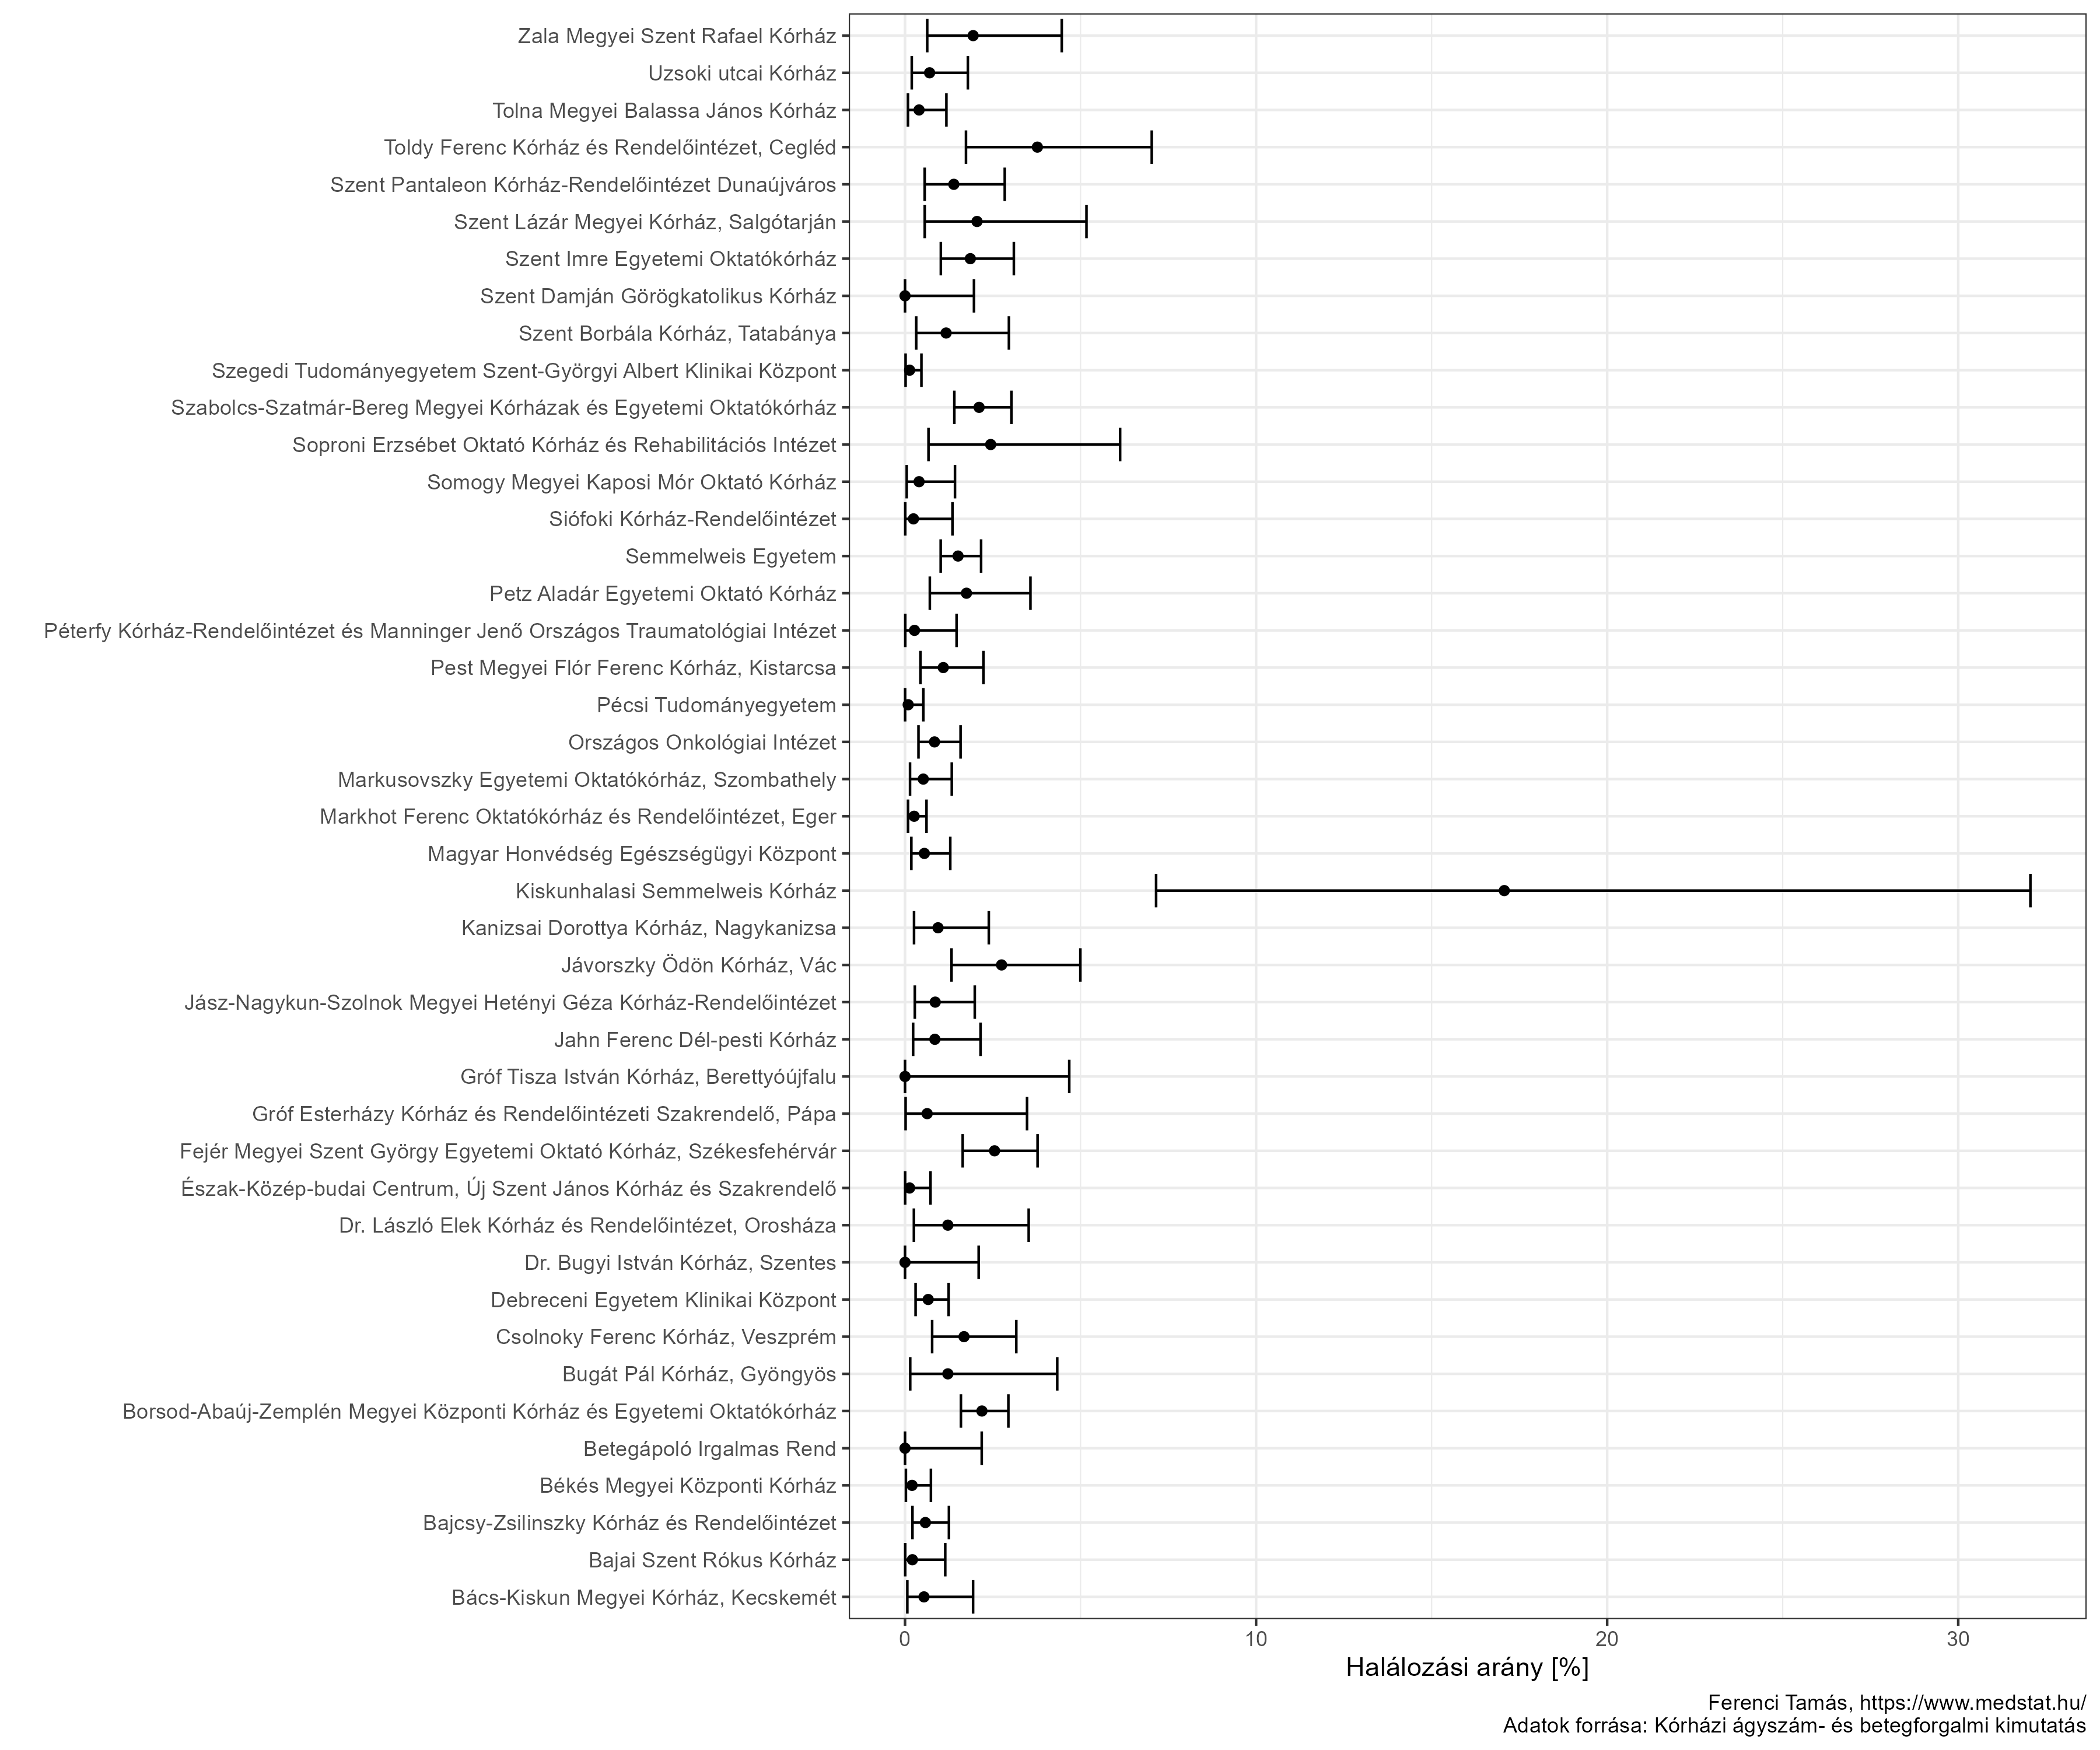 Zala Megyei Szent Rafael Kórház
Uzsoki utcai Kórház
Tolna Megyei Balassa János Kórház
Toldy Ferenc Kórház és Rendelőintézet, Cegléd
Szent Pantaleon Kórház-Rendelőintézet Dunaújváros
Szent Lázár Megyei Kórház, Salgótarján
Szent Imre Egyetemi Oktatókórház
Szent Damján Görögkatolikus Kórház
Szent Borbála Kórház, Tatabánya
Szegedi Tudományegyetem Szent-Györgyi Albert Klinikai Központ
Szabolcs-Szatmár-Bereg Megyei Kórházak és Egyetemi Oktatókórház
Soproni Erzsébet Oktató Kórház és Rehabilitációs Intézet
Somogy Megyei Kaposi Mór Oktató Kórház
Siófoki Kórház-Rendelőintézet
Semmelweis Egyetem
Petz Aladár Egyetemi Oktató Kórház
Péterfy Kórház-Rendelőintézet és Manninger Jenő Országos Traumatológiai Intézet
Pest Megyei Flór Ferenc Kórház, Kistarcsa
Pécsi Tudományegyetem
Országos Onkológiai Intézet
Markusovszky Egyetemi Oktatókórház, Szombathely
Markhot Ferenc Oktatókórház és Rendelőintézet, Eger
Magyar Honvédség Egészségügyi Központ
Kiskunhalasi Semmelweis Kórház
Kanizsai Dorottya Kórház, Nagykanizsa
Jávorszky Ödön Kórház, Vác
Jász-Nagykun-Szolnok Megyei Hetényi Géza Kórház-Rendelőintézet
Jahn Ferenc Dél-pesti Kórház
Gróf Tisza István Kórház, Berettyóújfalu
Gróf Esterházy Kórház és Rendelőintézeti Szakrendelő, Pápa
Fejér Megyei Szent György Egyetemi Oktató Kórház, Székesfehérvár
Észak-Közép-budai Centrum, Új Szent János Kórház és Szakrendelő
Dr. László Elek Kórház és Rendelőintézet, Orosháza
Dr. Bugyi István Kórház, Szentes
Debreceni Egyetem Klinikai Központ
Csolnoky Ferenc Kórház, Veszprém
Bugát Pál Kórház, Gyöngyös
Borsod-Abaúj-Zemplén Megyei Központi Kórház és Egyetemi Oktatókórház
Betegápoló Irgalmas Rend
Békés Megyei Központi Kórház
Bajcsy-Zsilinszky Kórház és Rendelőintézet
Bajai Szent Rókus Kórház
Bács-Kiskun Megyei Kórház, Kecskemét
0 10 20 30
Halálozási arány [%]
Ferenci Tamás, https://www.medstat.hu/
Adatok forrása: Kórházi ágyszám- és betegforgalmi kimutatás